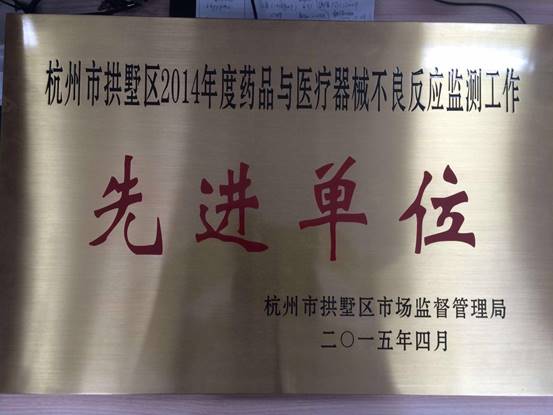 杭州市拱墅区2014年度药品与医疗器械不良反应监测工作
先进单位
杭州市拱墅区市场监督管理局
二〇一五年四月